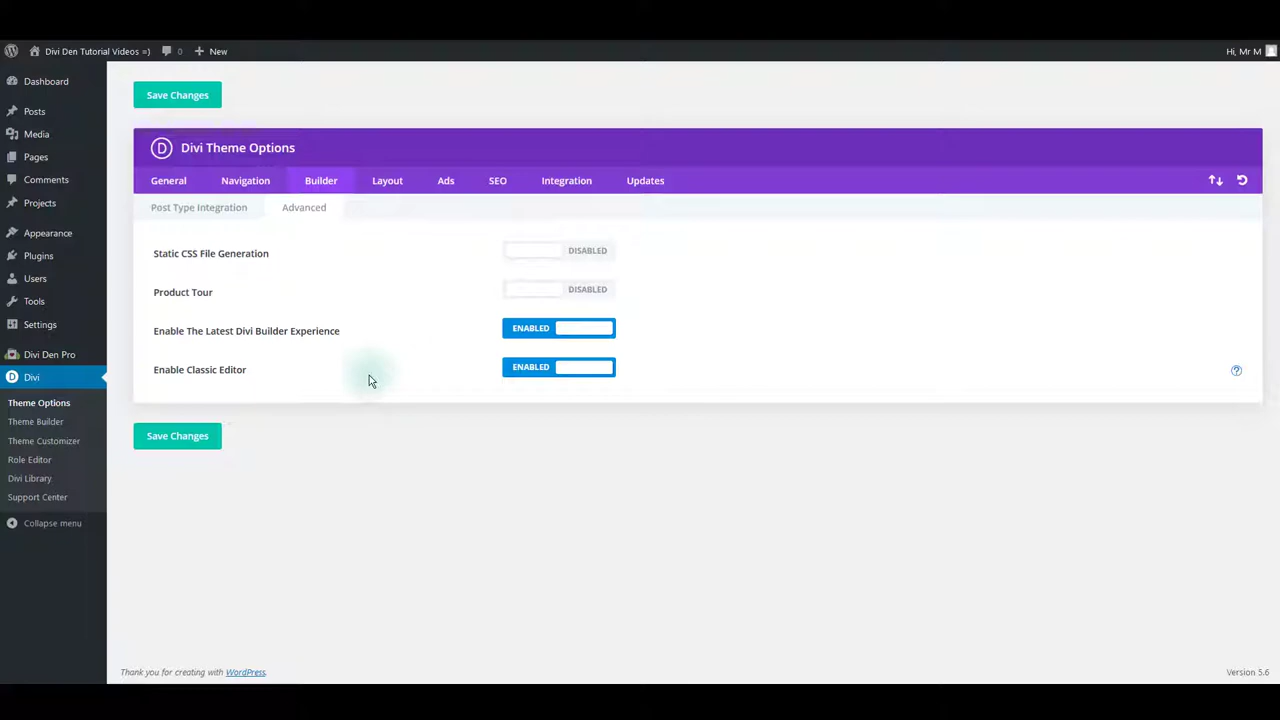 Divi Den Tutorial Videos =) 0 New Hi, Mr M
Dashboard
Posts
Media
Pages
Comments
Projects
Appearance
Plugins
Users
Tools
Settings
Divi Den Pro
Divi
Theme Options
Theme Builder
Theme Customizer
Role Editor
Divi Library
Support Center
Collapse menu
Save Changes
D Divi Theme Options
General Navigation Builder Layout Ads SEO Integration Updates
Post Type Integration Advanced
Static CSS File Generation DISABLED
Product Tour DISABLED
Enable The Latest Divi Builder Experience ENABLED
Enable Classic Editor ENABLED ?
Save Changes
Thank you for creating with WordPress. Version 5.6